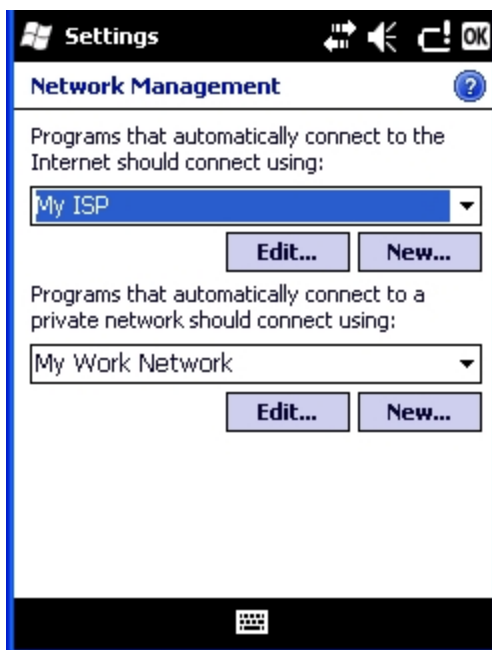 Settings
OK
Network Management
?
Programs that automatically connect to the
Internet should connect using:
My ISP
Edit... New...
Programs that automatically connect to a
private network should connect using:
My Work Network
Edit... New...